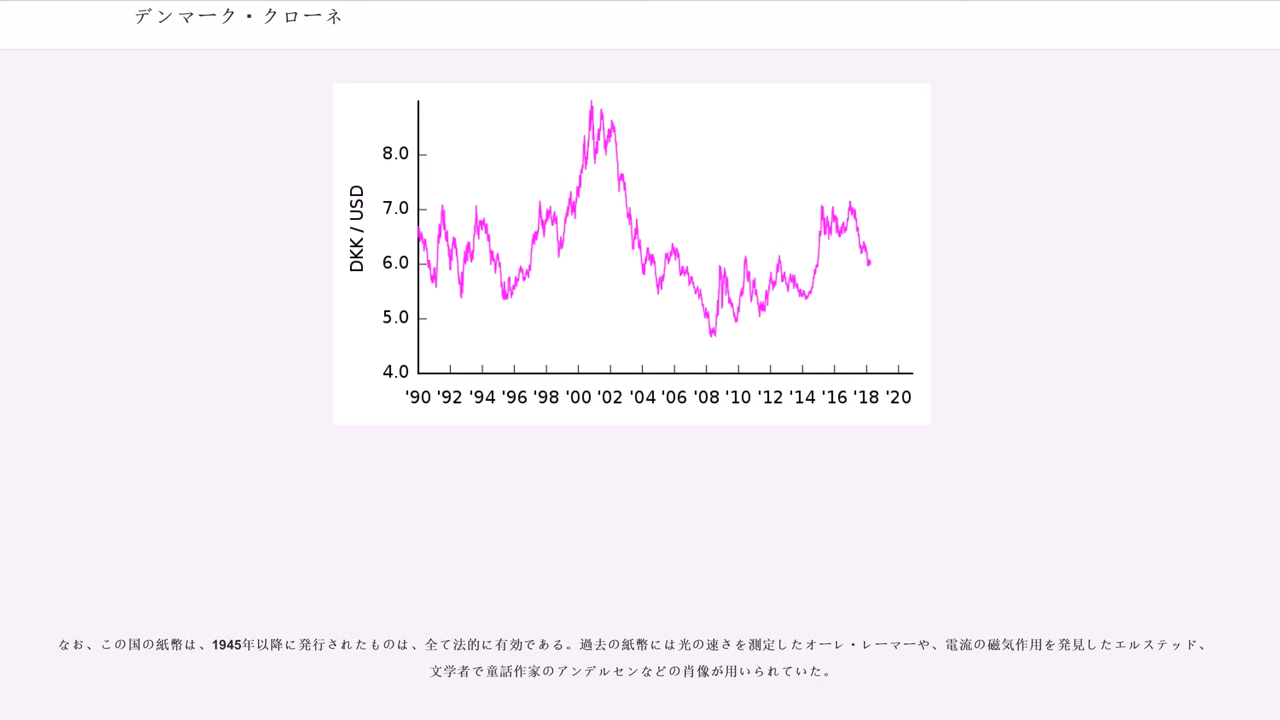 デンマーク・クローネ
DKK / USD
8.0
7.0
6.0
5.0
4.0
'90 '92 '94 '96 '98 '00 '02 '04 '06 '08 '10 '12 '14 '16 '18 '20
なお、この国の紙幣は、1945年以降に発行されたものは、全て法的に有効である。過去の紙幣には光の速さを測定したオーレ・レーマーや、電流の磁気作用を発見したエルステッド、
文学者で童話作家のアンデルセンなどの肖像が用いられていた。